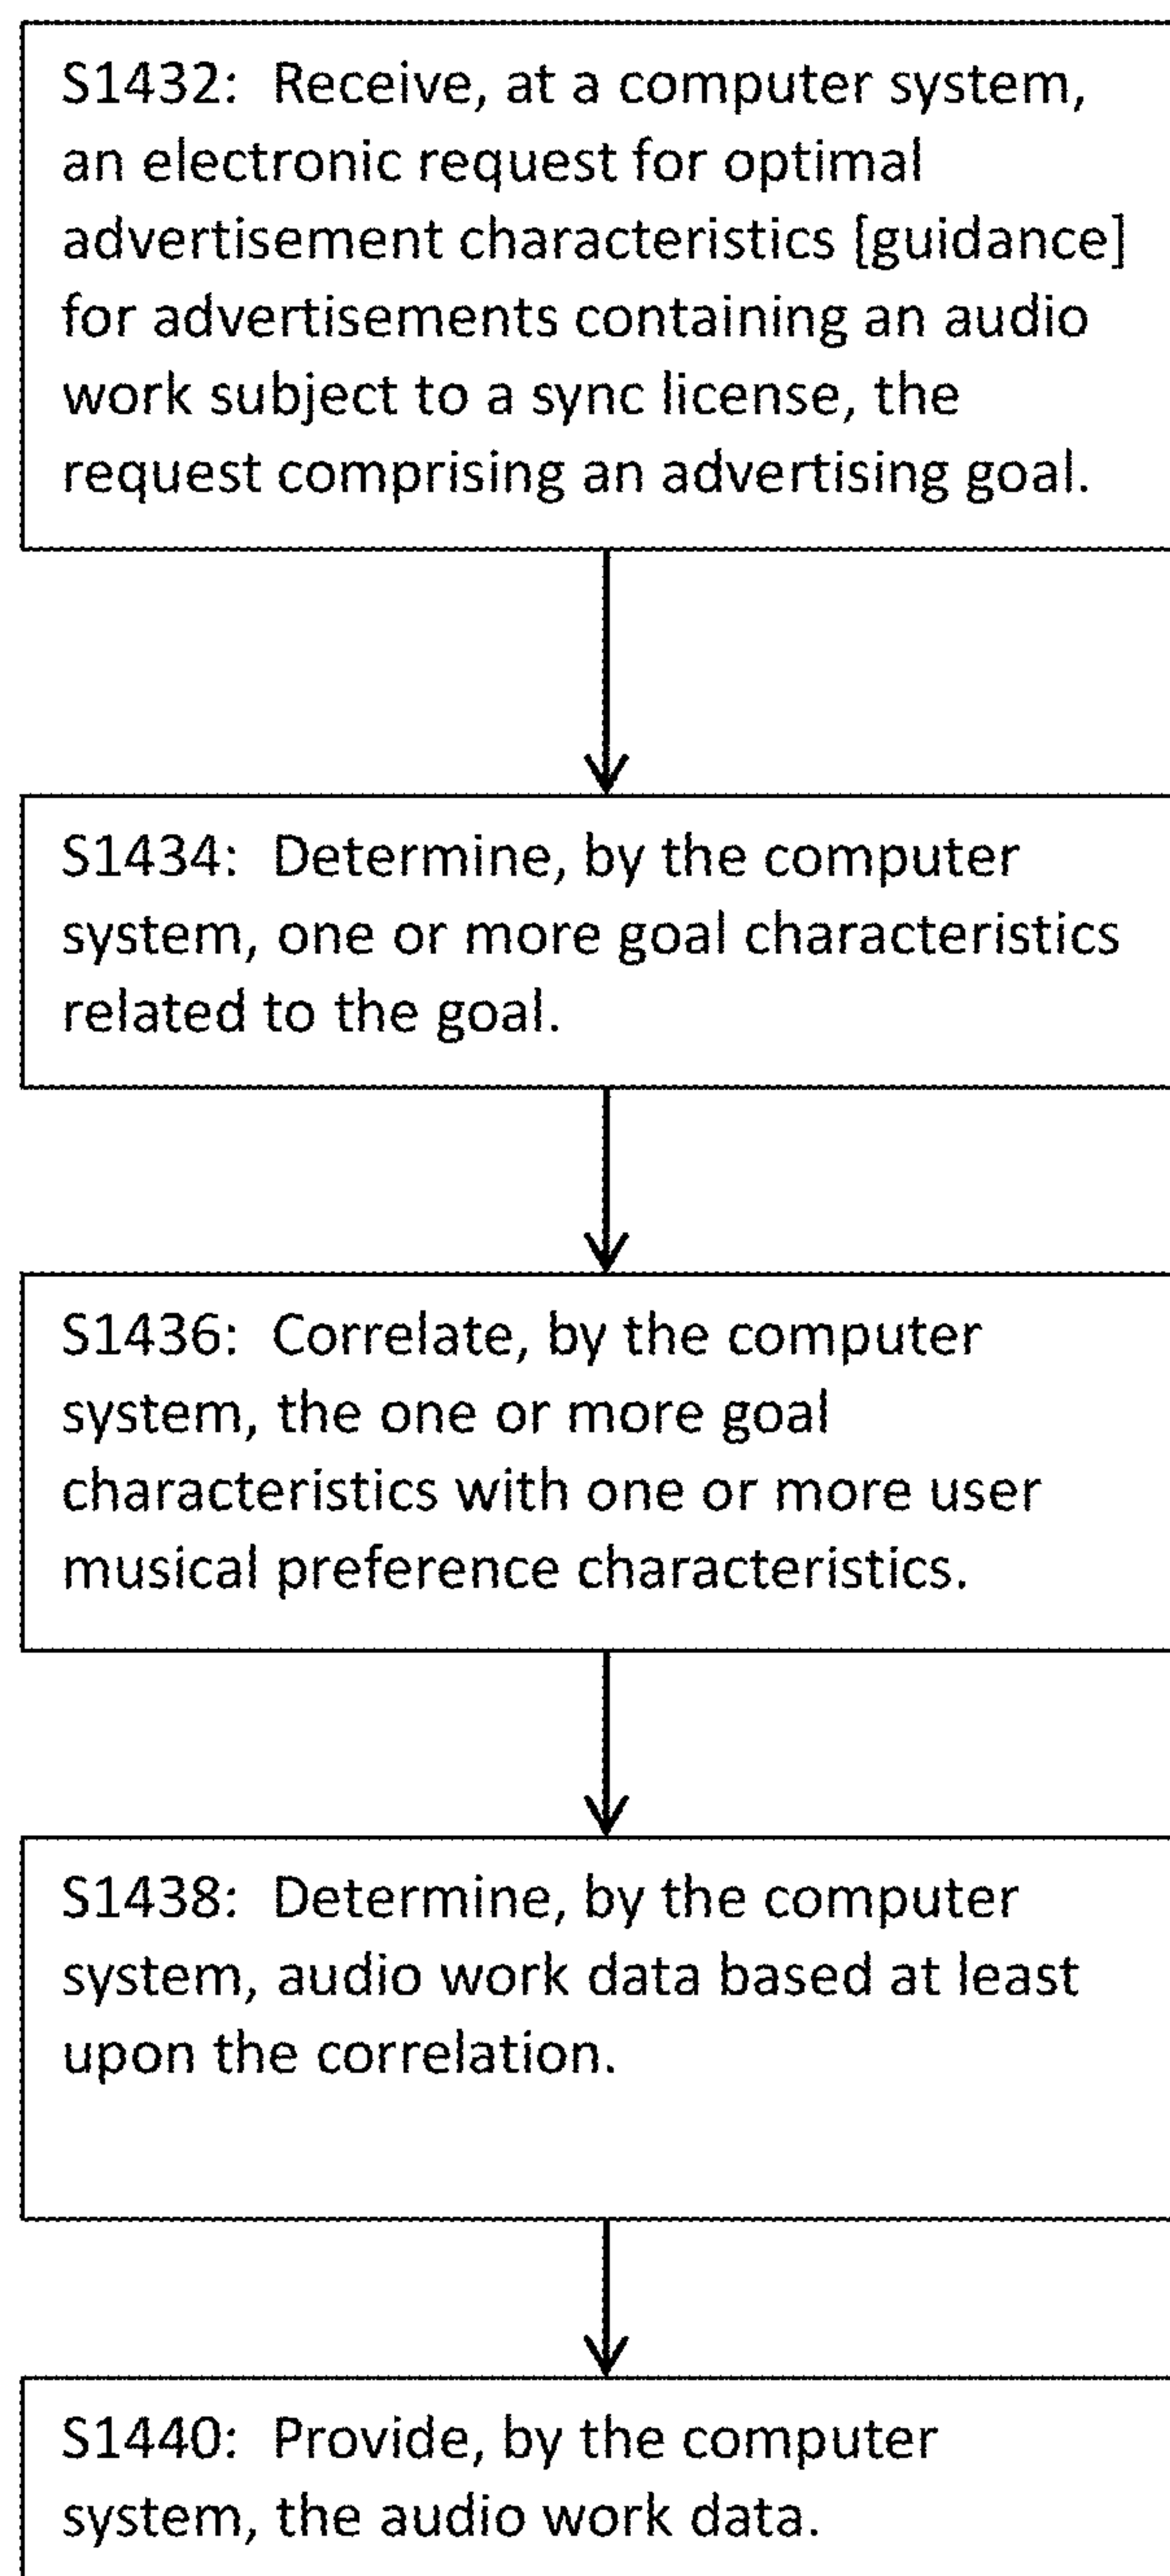 S1432: Receive, at a computer system,
an electronic request for optimal
advertisement characteristics [guidance]
for advertisements containing an audio
work subject to a sync license, the
request comprising an advertising goal.
S1434: Determine, by the computer
system, one or more goal characteristics
related to the goal.
S1436: Correlate, by the computer
system, the one or more goal
characteristics with one or more user
musical preference characteristics.
S1438: Determine, by the computer
system, audio work data based at least
upon the correlation.
S1440: Provide, by the computer
system, the audio work data.